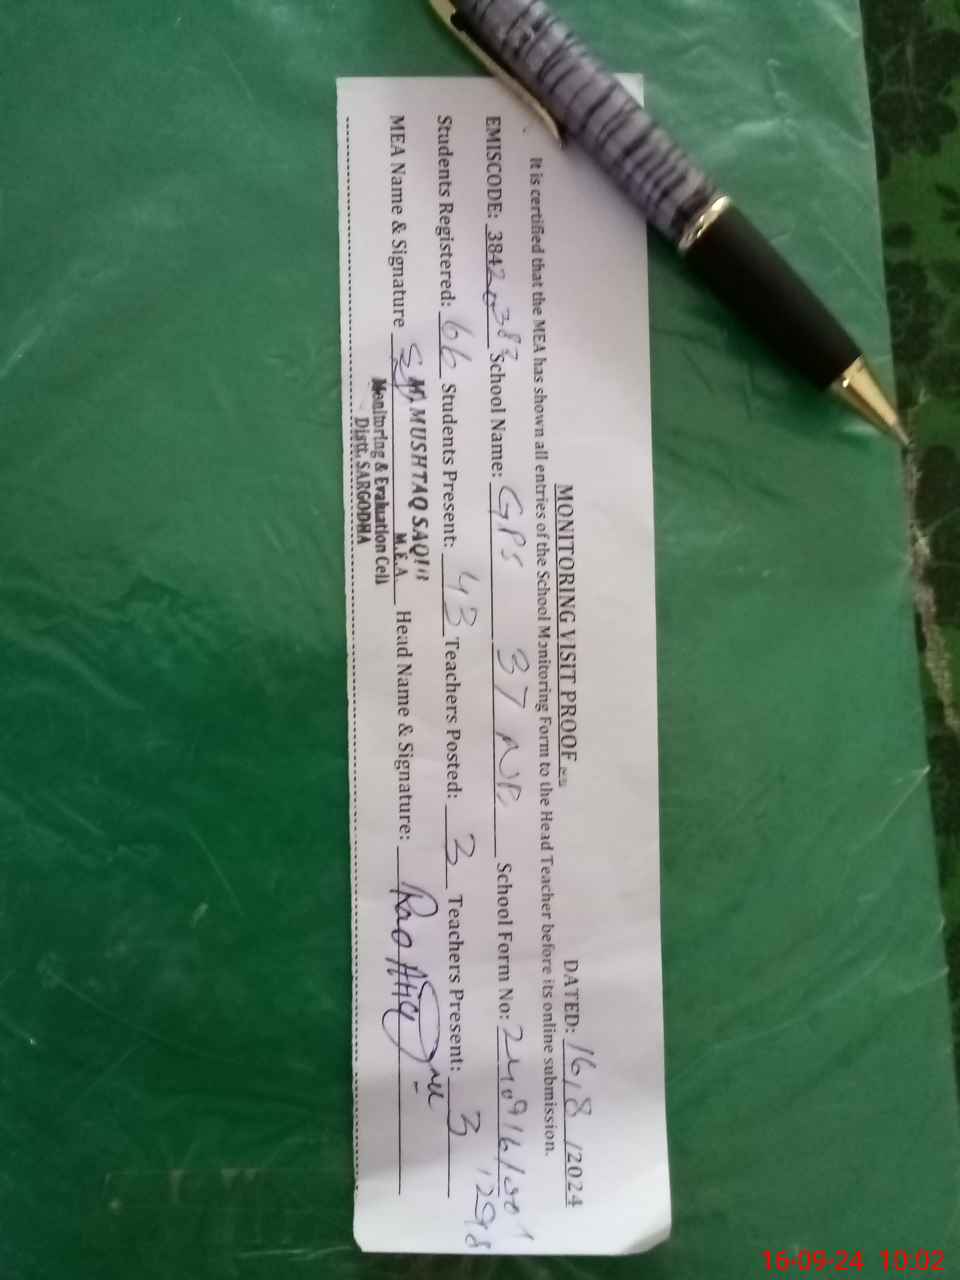 MONITORING VISIT PROOF DATED: 16/8/2024
It is certified that the MEA has shown all entries of the School Monitoring Form to the Head Teacher before its online submission.
EMISCODE: 38420383 School Name: GPS 37 NB School Form No:
Students Registered: 66 Students Present: 43 Teachers Posted: 3 Teachers Present: 3
MEA Name & Signature M. MUSHTAQ SAQIB Head Name & Signature: Rao
M.E.A
Monitoring & Evaluation Cell
Distt. SARGODHA
16-09-24 10:02